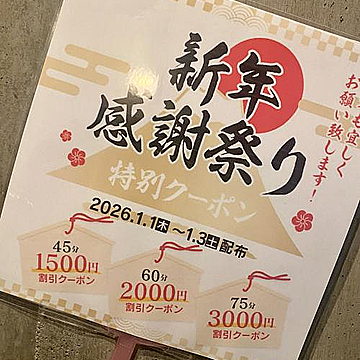 新年
感謝祭り
も宜しく
お願い致します！
特別クーポン
2026.1.1木～1.3土配布
45分
1500円
割引クーポン
60分
2000円
割引クーポン
75分
3000円
割引クーポン